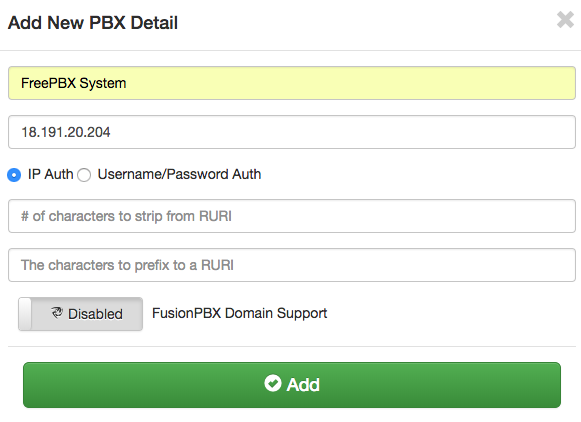 Add New PBX Detail
FreePBX System
18.191.20.204
IP Auth Username/Password Auth
# of characters to strip from RURI
The characters to prefix to a RURI
Disabled FusionPBX Domain Support
Add